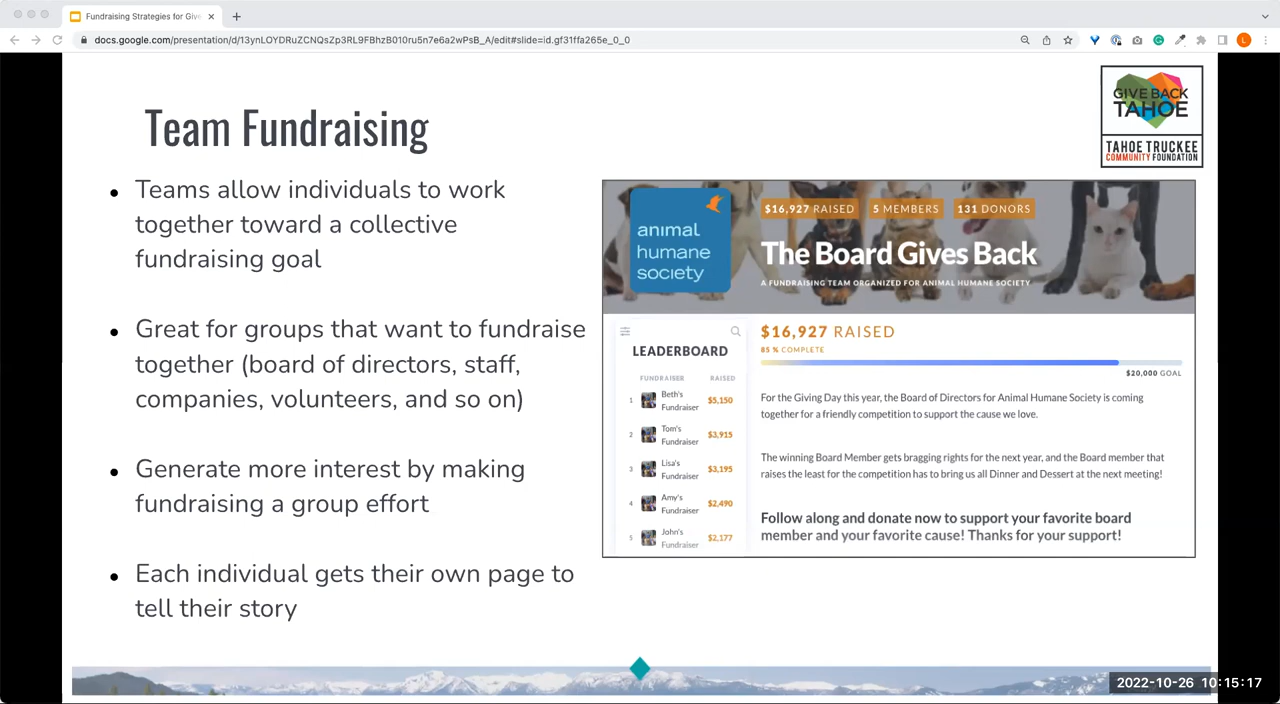 Fundraising Strategies for Give
docs.google.com/presentation/d/13ynLOYDRuZCNQsZp3RL9FBhzB010ru5n7e6a2wPsB_A/edit#slide=id.gf31ffa265e_0_0
L
GIVE BACK
TAHOE
TAHOE TRUCKEE
COMMUNITY FOUNDATION
Team Fundraising
• Teams allow individuals to work
together toward a collective
fundraising goal
• Great for groups that want to fundraise
together (board of directors, staff,
companies, volunteers, and so on)
• Generate more interest by making
fundraising a group effort
• Each individual gets their own page to
tell their story
animal
humane
society
$16,927 RAISED 5 MEMBERS 131 DONORS
The Board Gives Back
A FUNDRAISING TEAM ORGANIZED FOR ANIMAL HUMANE SOCIETY
LEADERBOARD
FUNDRAISER RAISED
1 Beth's Fundraiser $5,150
2 Tom's Fundraiser $3,915
3 Lisa's Fundraiser $3,195
4 Amy's Fundraiser $2,490
5 John's Fundraiser $2,177
$16,927 RAISED
85 % COMPLETE
$20,000 GOAL
For the Giving Day this year, the Board of Directors for Animal Humane Society is coming
together for a friendly competition to support the cause we love.
The winning Board Member gets bragging rights for the next year, and the Board member that
raises the least for the competition has to bring us all Dinner and Dessert at the next meeting!
Follow along and donate now to support your favorite board
member and your favorite cause! Thanks for your support!
2022-10-26 10:15:17